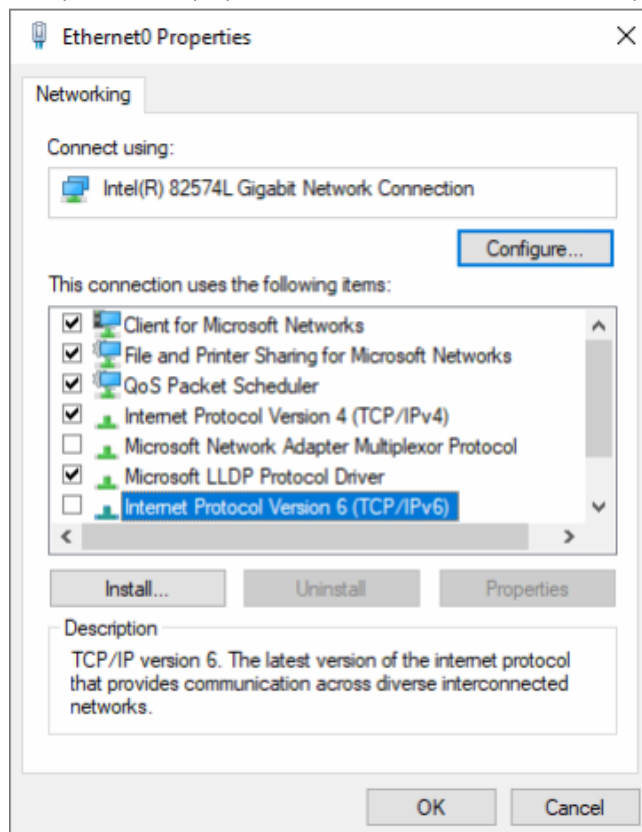 Ethernet0 Properties
Networking
Connect using:
Intel(R) 82574L Gigabit Network Connection
Configure...
This connection uses the following items:
Client for Microsoft Networks
File and Printer Sharing for Microsoft Networks
QoS Packet Scheduler
Internet Protocol Version 4 (TCP/IPv4)
Microsoft Network Adapter Multiplexor Protocol
Microsoft LLDP Protocol Driver
Internet Protocol Version 6 (TCP/IPv6)
Install...
Uninstall
Properties
Description
TCP/IP version 6. The latest version of the internet protocol
that provides communication across diverse interconnected
networks.
OK
Cancel